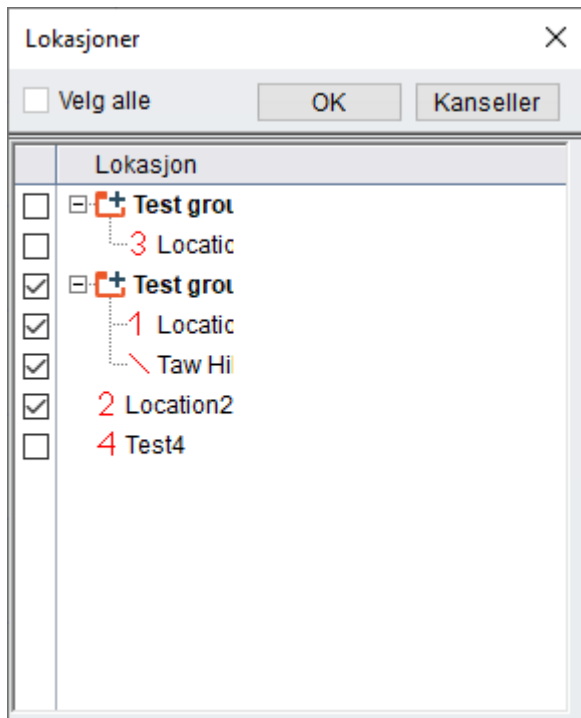 Lokasjoner
Velg alle OK Kanseller
Lokasjon
Test grou
3 Locatic
Test grou
1 Locatic
Taw Hil
2 Location2
4 Test4